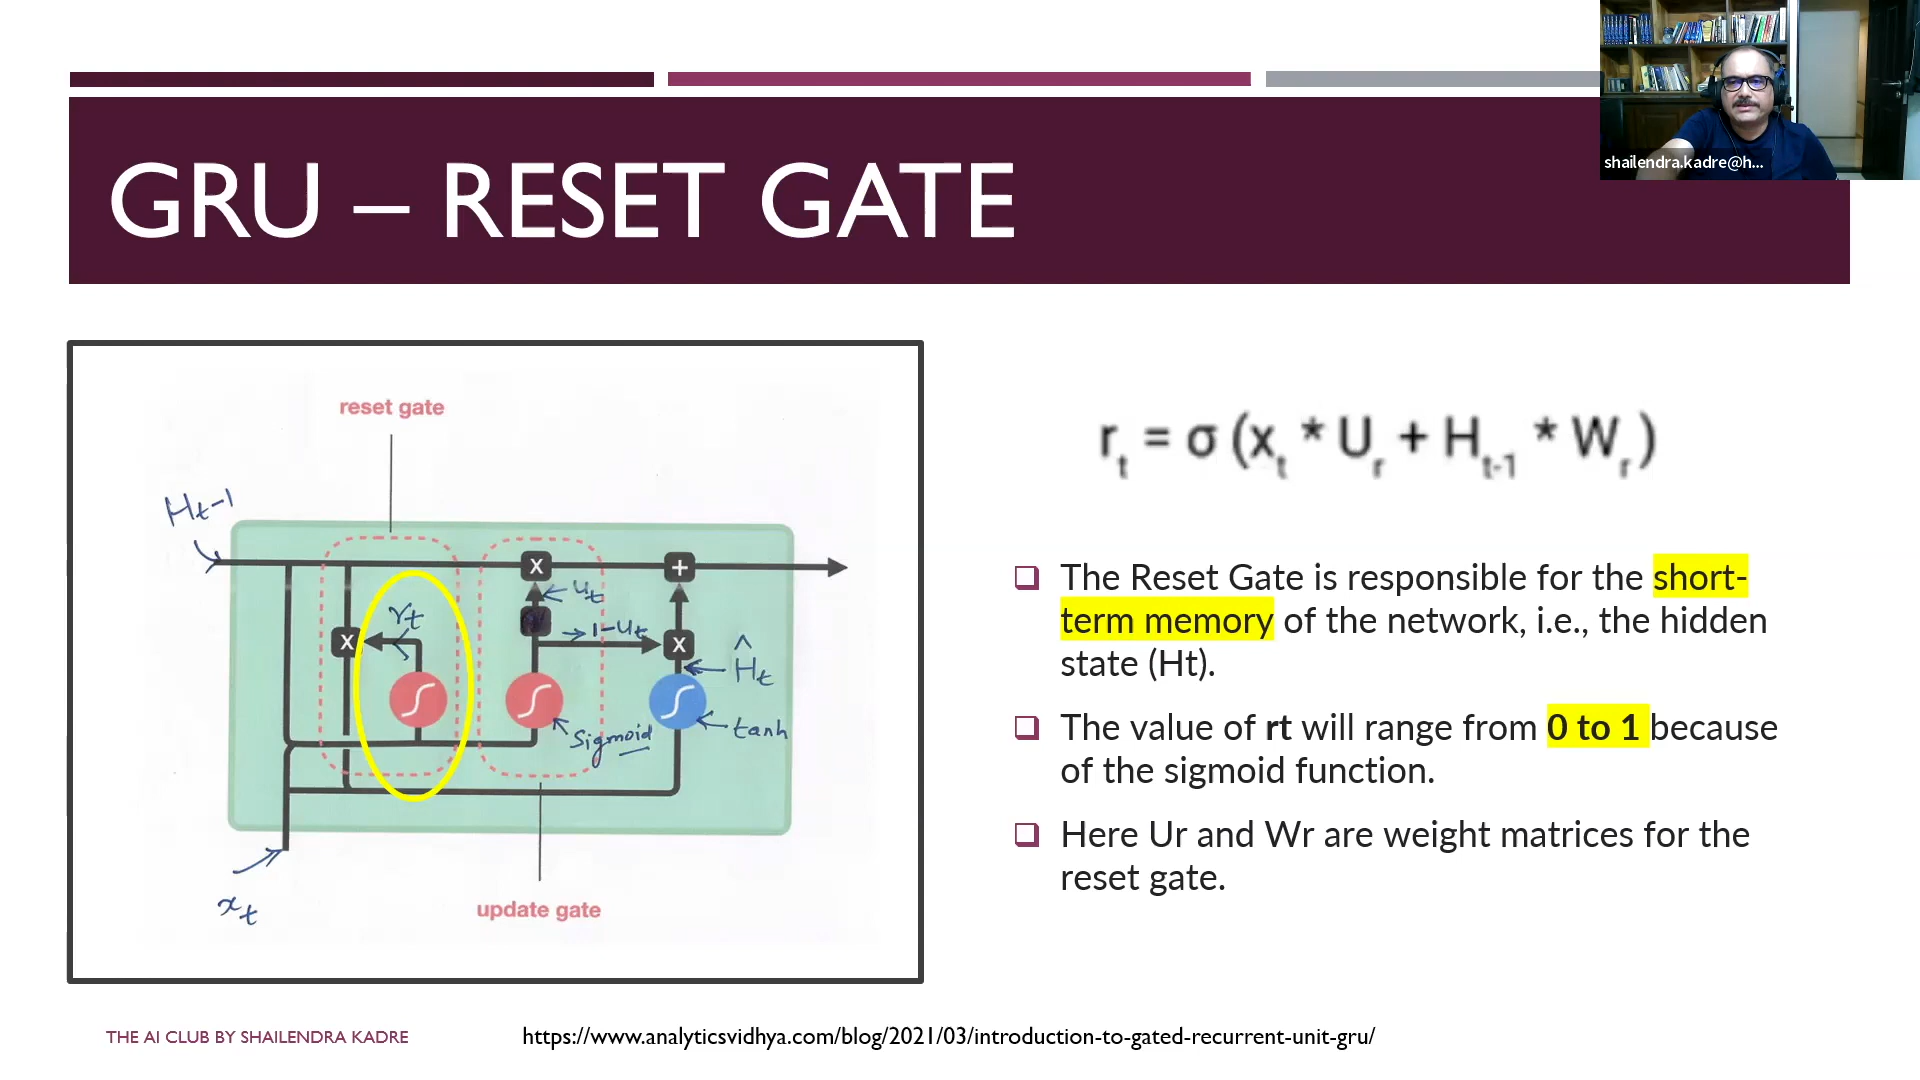 shailendra.kadre@h...
GRU – RESET GATE
reset gate
Ht-1
rt
X
X
ut
1-ut
+
X
Ĥt
Sigmoid
tanh
xt
update gate
rt = σ (xt * Ur + Ht-1 * Wr)
The Reset Gate is responsible for the short-
term memory of the network, i.e., the hidden
state (Ht).
The value of rt will range from 0 to 1 because
of the sigmoid function.
Here Ur and Wr are weight matrices for the
reset gate.
THE AI CLUB BY SHAILENDRA KADRE
https://www.analyticsvidhya.com/blog/2021/03/introduction-to-gated-recurrent-unit-gru/